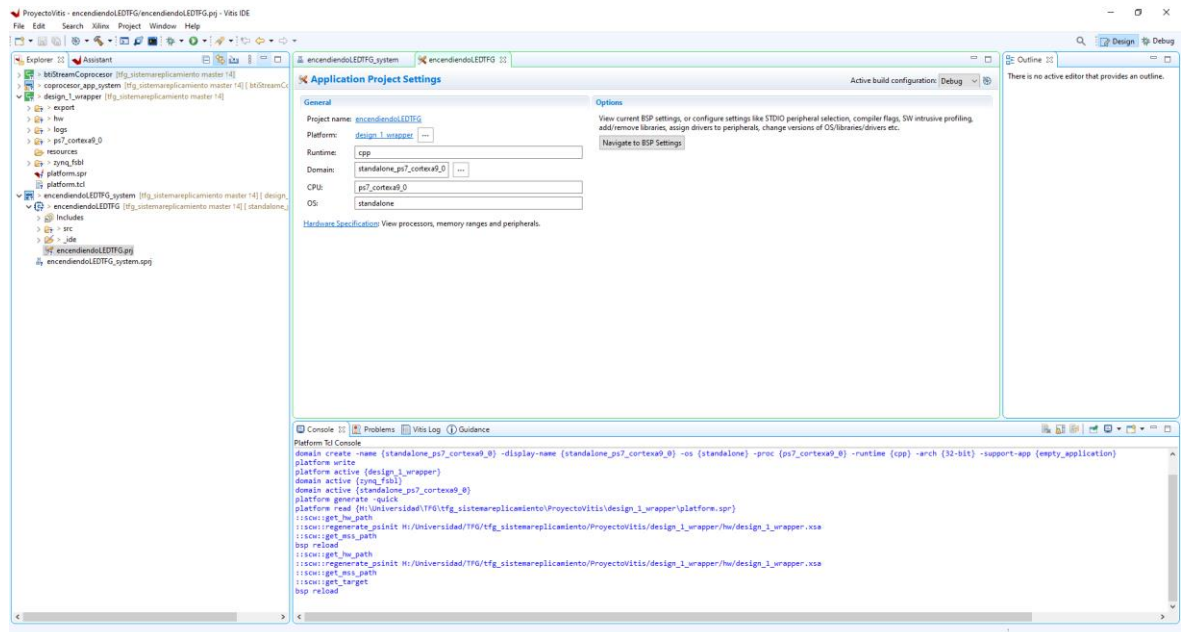 ProyectoVitis - encendiendoLEDTFG/encendiendoLEDTFG.prj - Vitis IDE
File Edit Search Xilinx Project Window Help
Design Debug
Explorer Assistant
> btiStreamCoprocesor [tfg_sistemareplicamiento master ↑4]
> coprocesor_app_system [tfg_sistemareplicamiento master ↑4] [ btiStreamCo
> design_1_wrapper [tfg_sistemareplicamiento master ↑4]
> export
> hw
> logs
> ps7_cortexa9_0
resources
> zynq_fsbl
platform.spr
platform.tcl
> encendiendoLEDTFG_system [tfg_sistemareplicamiento master ↑4] [ design_
> encendiendoLEDTFG [tfg_sistemareplicamiento master ↑4] [ standalone_p
Includes
> src
> _ide
encendiendoLEDTFG.prj
encendiendoLEDTFG_system.sprj
encendiendoLEDTFG_system encendiendoLEDTFG
Application Project Settings
Active build configuration: Debug
General
Project name: encendiendoLEDTFG
Platform: design_1_wrapper ...
Runtime: cpp
Domain: standalone_ps7_cortexa9_0 ...
CPU: ps7_cortexa9_0
OS: standalone
Hardware Specification: View processors, memory ranges and peripherals.
Options
View current BSP settings, or configure settings like STDIO peripheral selection, compiler flags, SW intrusive profiling,
add/remove libraries, assign drivers to peripherals, change versions of OS/libraries/drivers etc.
Navigate to BSP Settings
Outline
There is no active editor that provides an outline.
Console Problems Vitis Log Guidance
Platform Tcl Console
domain create -name {standalone_ps7_cortexa9_0} -display-name {standalone_ps7_cortexa9_0} -os {standalone} -proc {ps7_cortexa9_0} -runtime {cpp} -arch {32-bit} -support-app {empty_application}
platform write
platform active {design_1_wrapper}
domain active {zynq_fsbl}
domain active {standalone_ps7_cortexa9_0}
platform generate -quick
platform read {H:\Universidad\TFG\tfg_sistemareplicamiento\ProyectoVitis\design_1_wrapper\platform.spr}
::scw::get_hw_path
::scw::regenerate_psinit H:/Universidad/TFG/tfg_sistemareplicamiento/ProyectoVitis/design_1_wrapper/hw/design_1_wrapper.xsa
::scw::get_mss_path
bsp reload
::scw::get_hw_path
::scw::regenerate_psinit H:/Universidad/TFG/tfg_sistemareplicamiento/ProyectoVitis/design_1_wrapper/hw/design_1_wrapper.xsa
::scw::get_mss_path
::scw::get_target
bsp reload